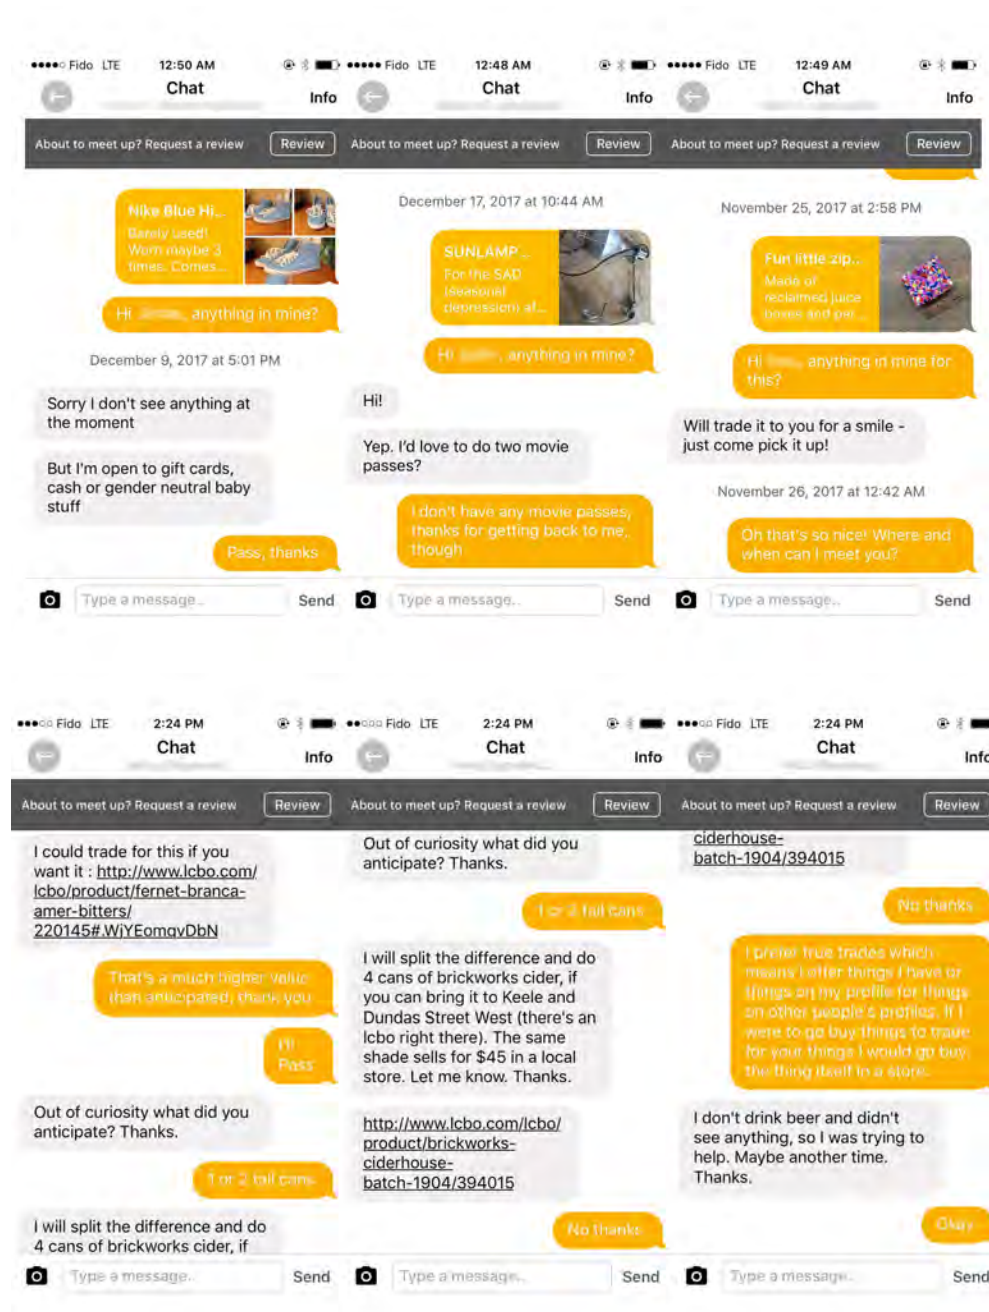 Fido LTE 12:50 AM
Chat
Info
About to meet up? Request a review Review
Nike Blue Hi...
Barely used!
Worn maybe 3
times. Comes...
Hi anything in mine?
December 9, 2017 at 5:01 PM
Sorry I don't see anything at
the moment
But I'm open to gift cards,
cash or gender neutral baby
stuff
Pass, thanks
Type a message.. Send
Fido LTE 12:48 AM
Chat
Info
About to meet up? Request a review Review
December 17, 2017 at 10:44 AM
SUNLAMP ...
For the SAD
(seasonal
depression) af...
Hi , anything in mine?
Hi!
Yep. I'd love to do two movie
passes?
I don't have any movie passes,
thanks for getting back to me,
though
Type a message.. Send
Fido LTE 12:49 AM
Chat
Info
About to meet up? Request a review Review
November 25, 2017 at 2:58 PM
Fun little zip...
Made of
reclaimed juice
boxes and per...
Hi , anything in mine for
this?
Will trade it to you for a smile -
just come pick it up!
November 26, 2017 at 12:42 AM
Oh that's so nice! Where and
when can I meet you?
Type a message.. Send
Fido LTE 2:24 PM
Chat
Info
About to meet up? Request a review Review
I could trade for this if you
want it : http://www.lcbo.com/
lcbo/product/fernet-branca-
amer-bitters/
220145#.WjYEomqvDbN
That's a much higher value
than anticipated, thank you
Hi
Pass
Out of curiosity what did you
anticipate? Thanks.
1 or 2 tall cans
I will split the difference and do
4 cans of brickworks cider, if
Type a message.. Send
Fido LTE 2:24 PM
Chat
Info
About to meet up? Request a review Review
Out of curiosity what did you
anticipate? Thanks.
1 or 2 tall cans
I will split the difference and do
4 cans of brickworks cider, if
you can bring it to Keele and
Dundas Street West (there's an
lcbo right there). The same
shade sells for $45 in a local
store. Let me know. Thanks.
http://www.lcbo.com/lcbo/
product/brickworks-
ciderhouse-
batch-1904/394015
No thanks
Type a message.. Send
Fido LTE 2:24 PM
Chat
Info
About to meet up? Request a review Review
ciderhouse-
batch-1904/394015
No thanks
I prefer true trades which
means I offer things I have or
things on my profile for things
on other people's profiles. If I
were to go buy things to trade
for your things I would go buy
the thing itself in a store.
I don't drink beer and didn't
see anything, so I was trying to
help. Maybe another time.
Thanks.
Okay
Type a message.. Send